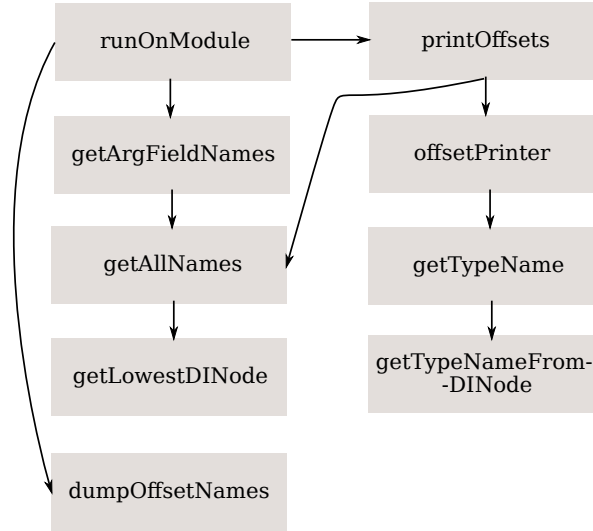 runOnModule
printOffsets
getArgFieldNames
offsetPrinter
getAllNames
getTypeName
getLowestDINode
getTypeNameFrom-
-DINode
dumpOffsetNames